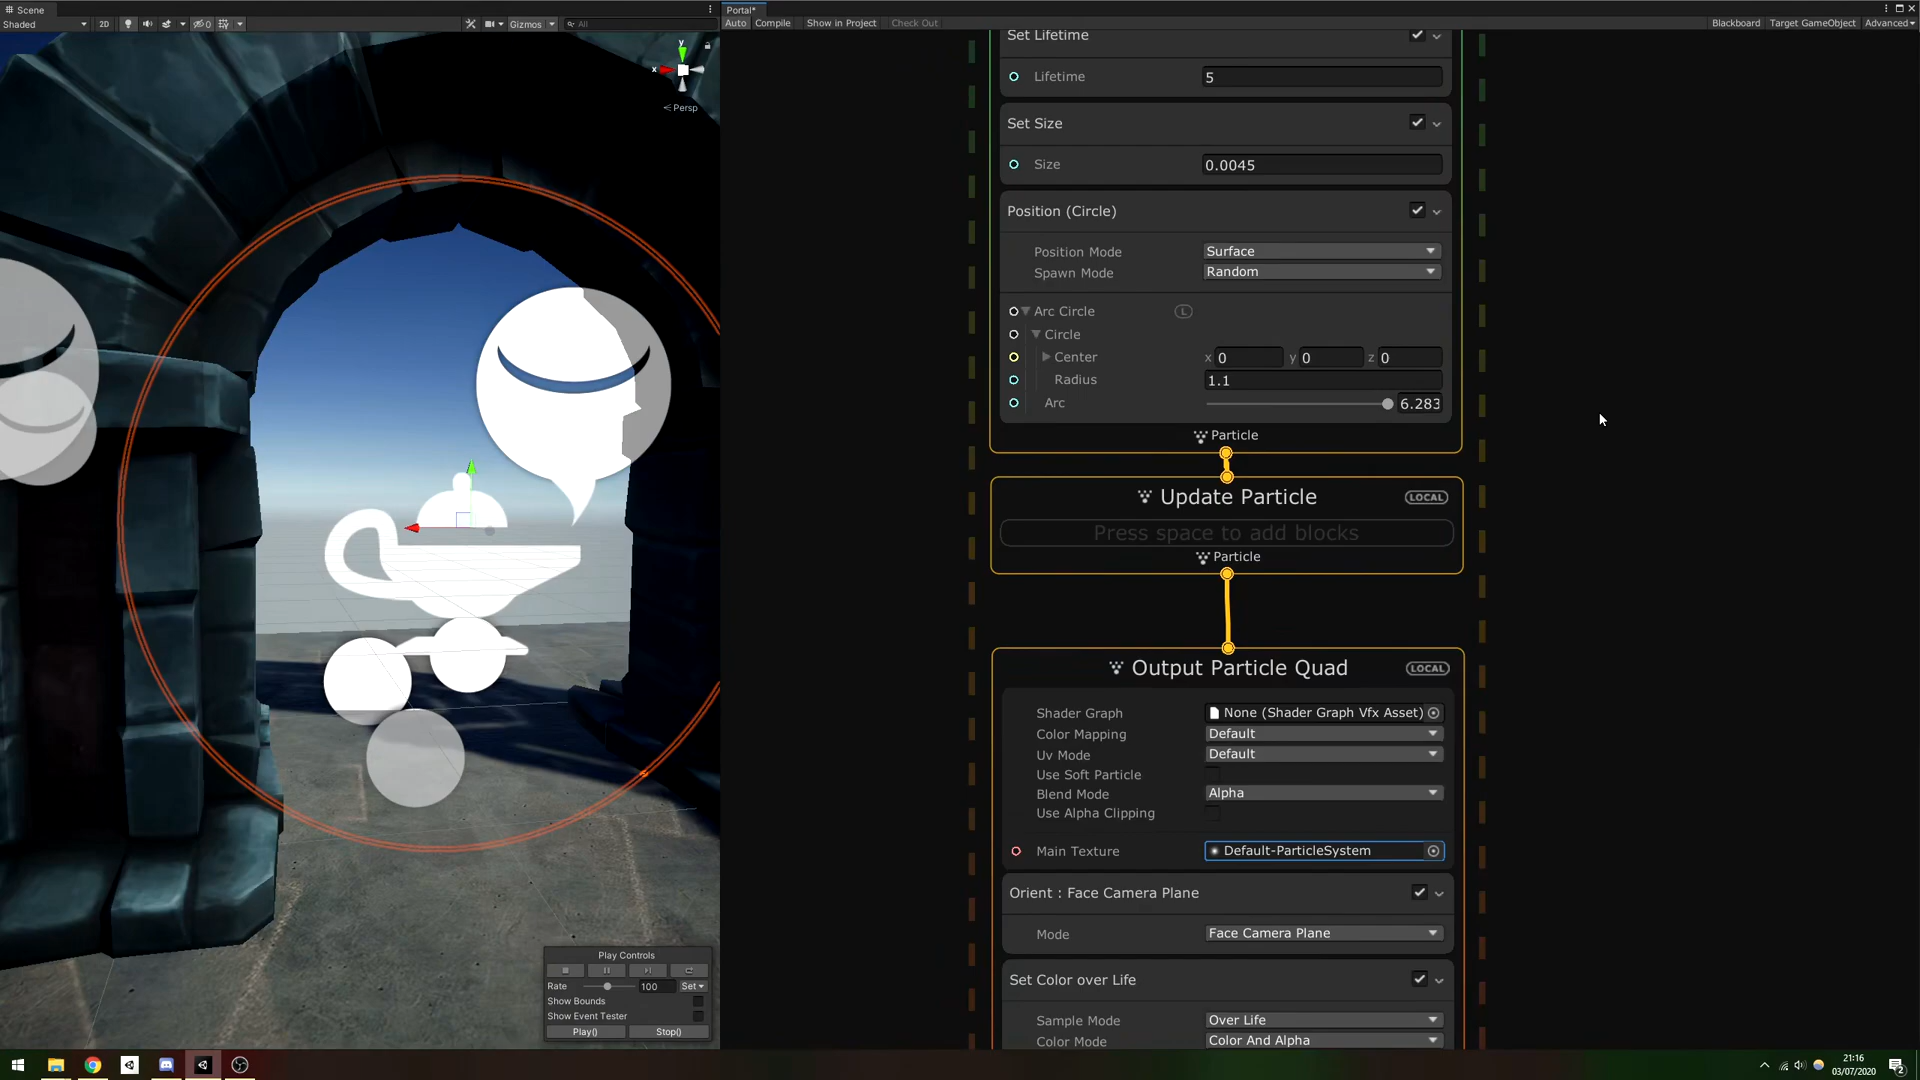 Scene
Shaded
2D
0
Gizmos
All
y
x
Persp
Play Controls
Rate
100
Set
Show Bounds
Show Event Tester
Play()
Stop()
Portal*
Auto
Compile
Show in Project
Check Out
Blackboard
Target GameObject
Advanced
Set Lifetime
Lifetime
5
Set Size
Size
0.0045
Position (Circle)
Position Mode
Surface
Spawn Mode
Random
Arc Circle
L
Circle
Center
x 0
y 0
z 0
Radius
1.1
Arc
6.283
Particle
Update Particle
LOCAL
Press space to add blocks
Particle
Output Particle Quad
LOCAL
Shader Graph
None (Shader Graph Vfx Asset)
Color Mapping
Default
Uv Mode
Default
Use Soft Particle
Blend Mode
Alpha
Use Alpha Clipping
Main Texture
Default-ParticleSystem
Orient : Face Camera Plane
Mode
Face Camera Plane
Set Color over Life
Sample Mode
Over Life
Color Mode
Color And Alpha
21:16
03/07/2020
2